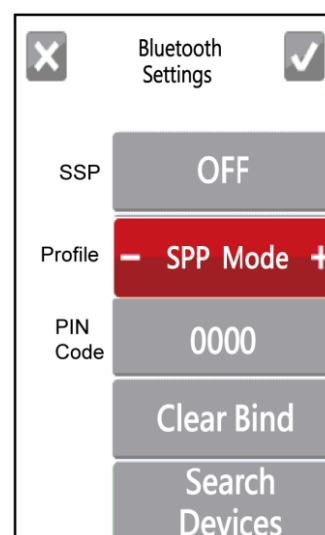 Bluetooth
Settings
SSP OFF
Profile − SPP Mode +
PIN
Code
0000
Clear Bind
Search
Devices